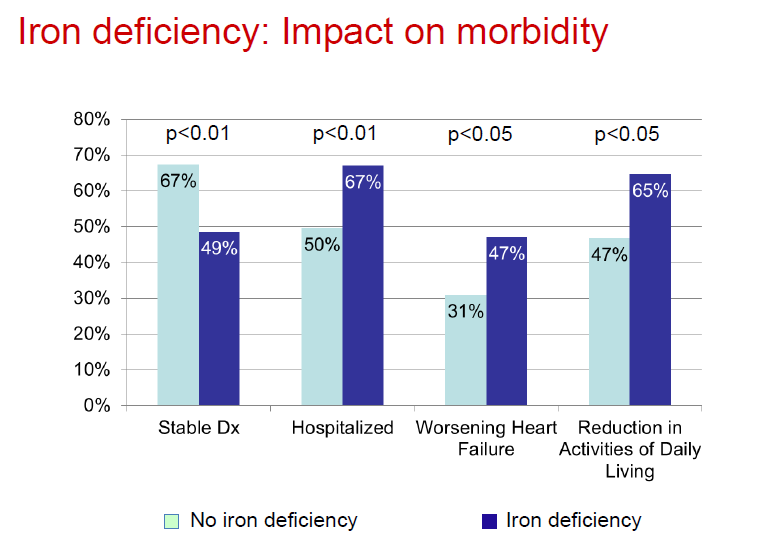 Iron deficiency: Impact on morbidity
80%
70%
60%
50%
40%
30%
20%
10%
0%
p<0.01
p<0.01
p<0.05
p<0.05
67%
49%
50%
67%
31%
47%
47%
65%
Stable Dx
Hospitalized
Worsening Heart
Failure
Reduction in
Activities of Daily
Living
No iron deficiency
Iron deficiency